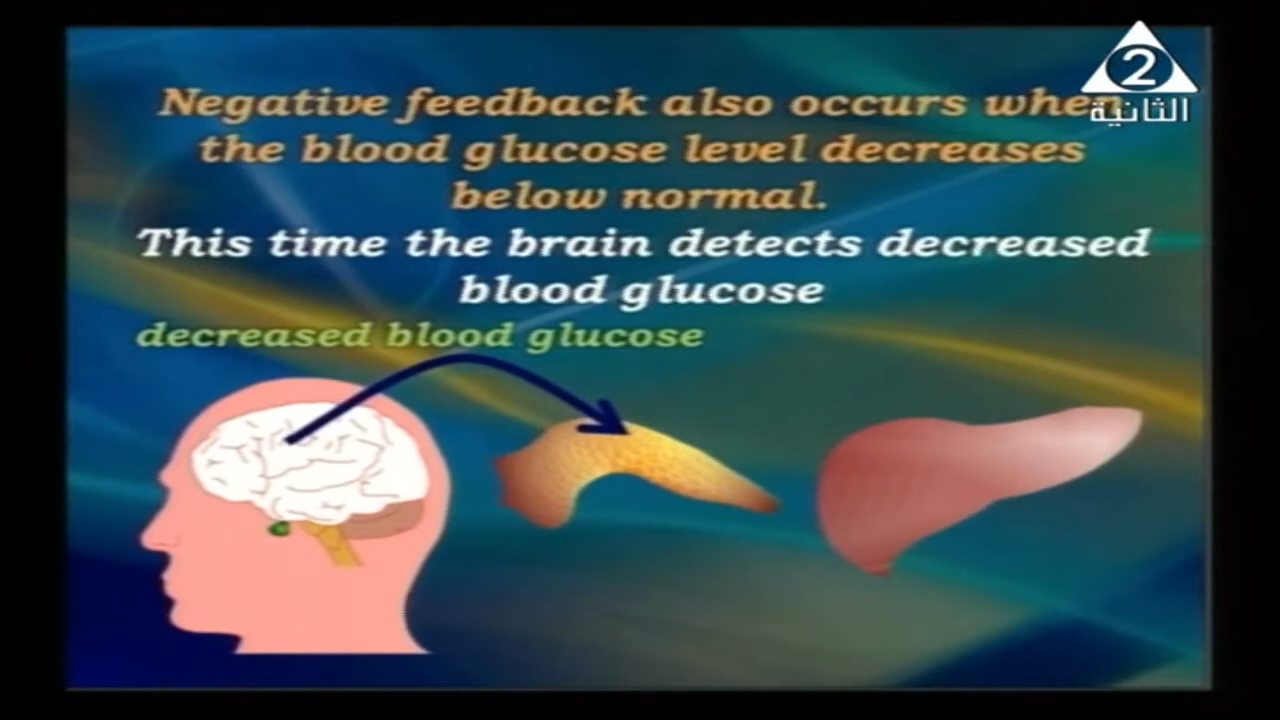 2
الثانية
Negative feedback also occurs when
the blood glucose level decreases
below normal.
This time the brain detects decreased
blood glucose
decreased blood glucose